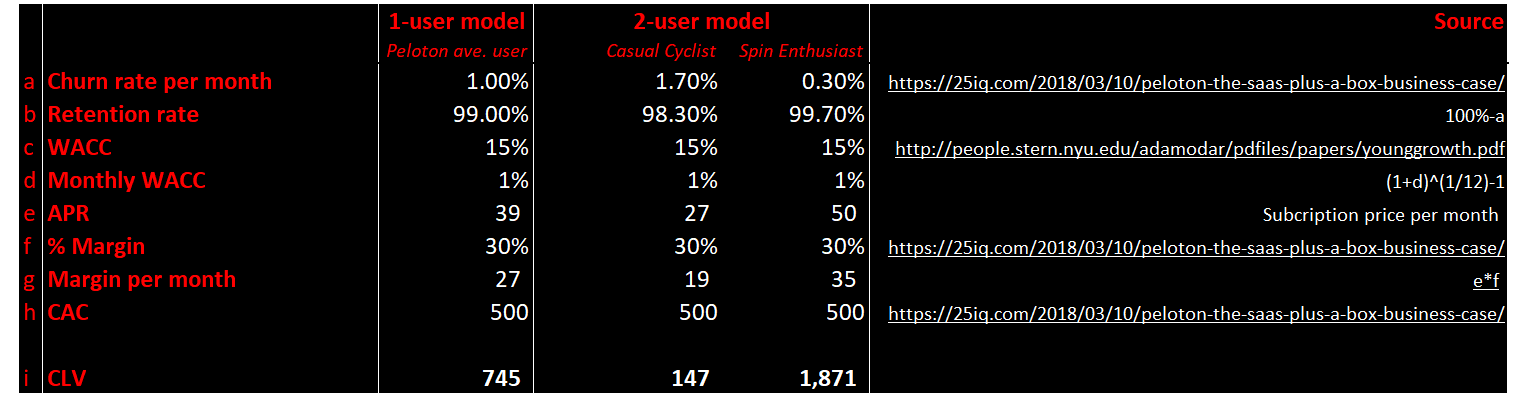 1-user model 2-user model Source
Peloton ave. user Casual Cyclist Spin Enthusiast
a Churn rate per month 1.00% 1.70% 0.30% https://25iq.com/2018/03/10/peloton-the-saas-plus-a-box-business-case/
b Retention rate 99.00% 98.30% 99.70% 100%-a
c WACC 15% 15% 15% http://people.stern.nyu.edu/adamodar/pdfiles/papers/younggrowth.pdf
d Monthly WACC 1% 1% 1% (1+d)^(1/12)-1
e APR 39 27 50 Subcription price per month
f % Margin 30% 30% 30% https://25iq.com/2018/03/10/peloton-the-saas-plus-a-box-business-case/
g Margin per month 27 19 35 e*f
h CAC 500 500 500 https://25iq.com/2018/03/10/peloton-the-saas-plus-a-box-business-case/
i CLV 745 147 1,871